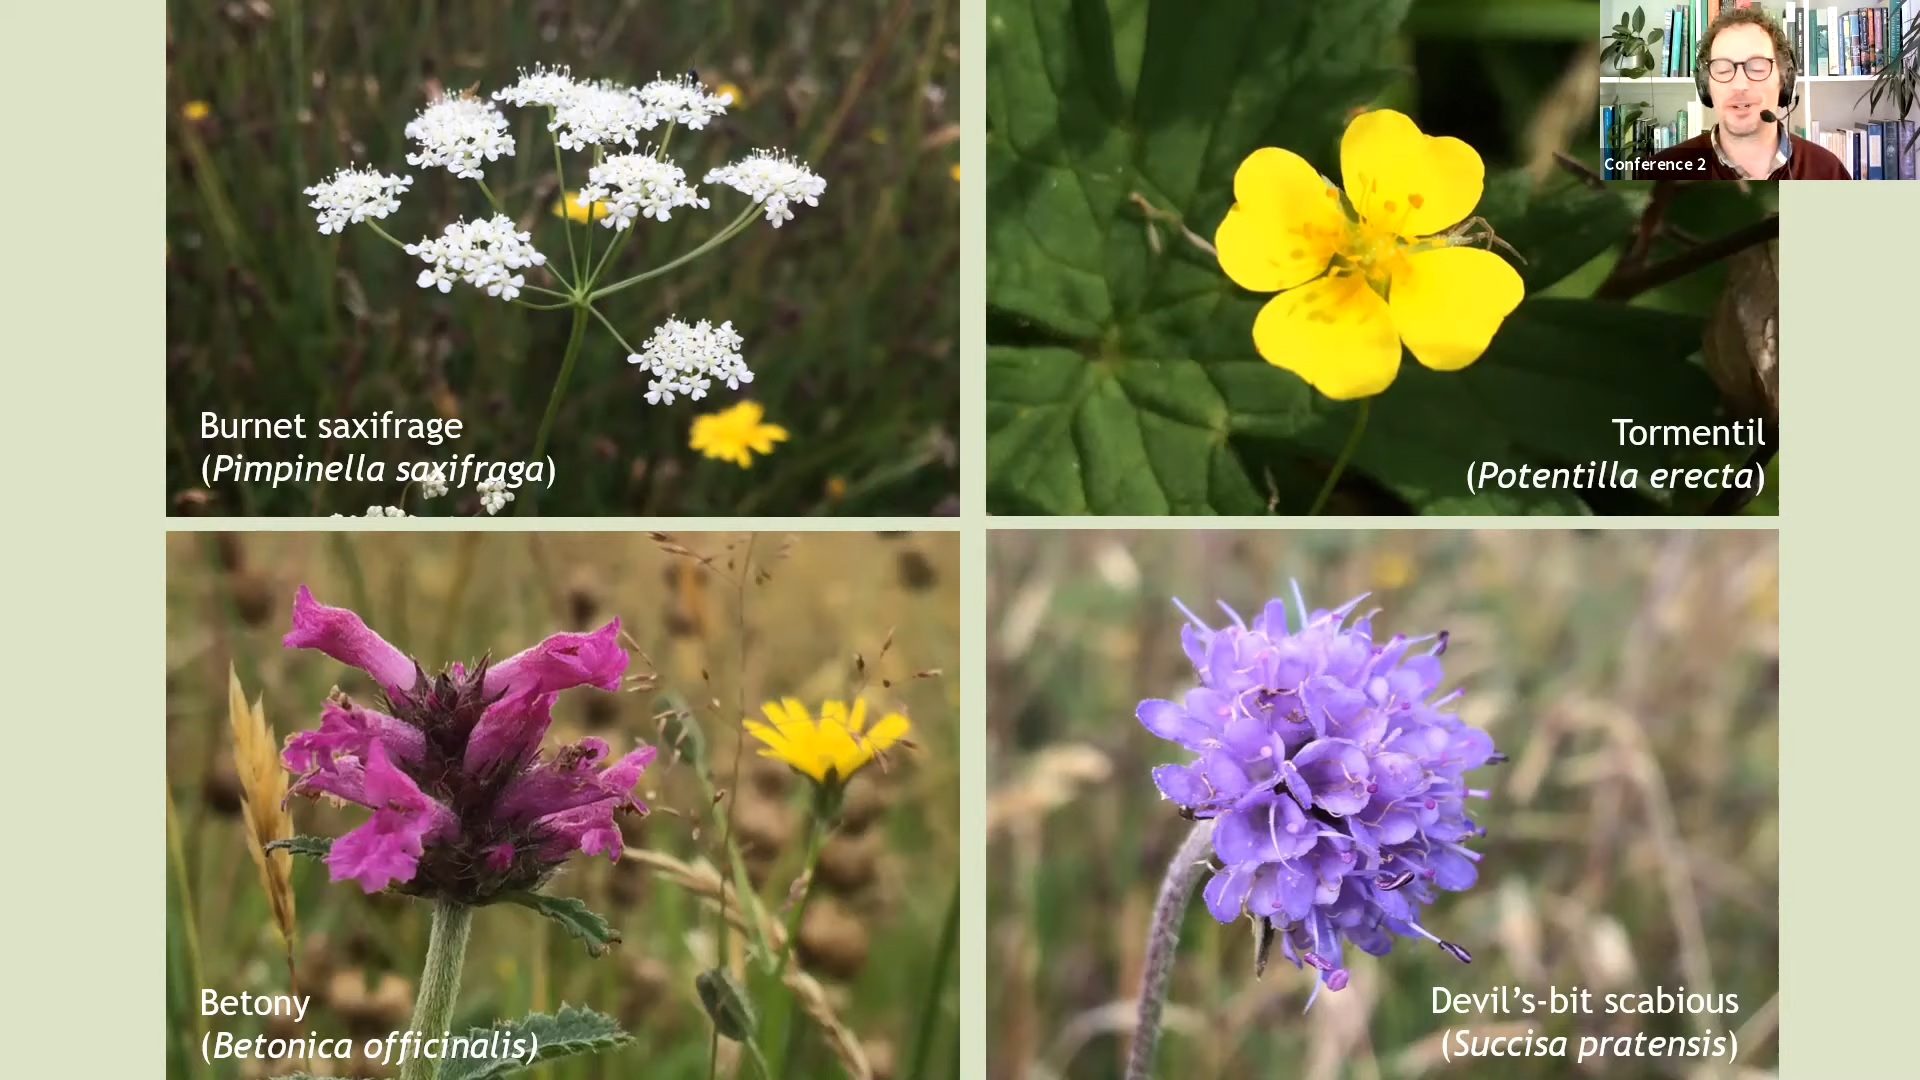 Conference 2
Burnet saxifrage
(Pimpinella saxifraga)
Tormentil
(Potentilla erecta)
Betony
(Betonica officinalis)
Devil’s-bit scabious
(Succisa pratensis)